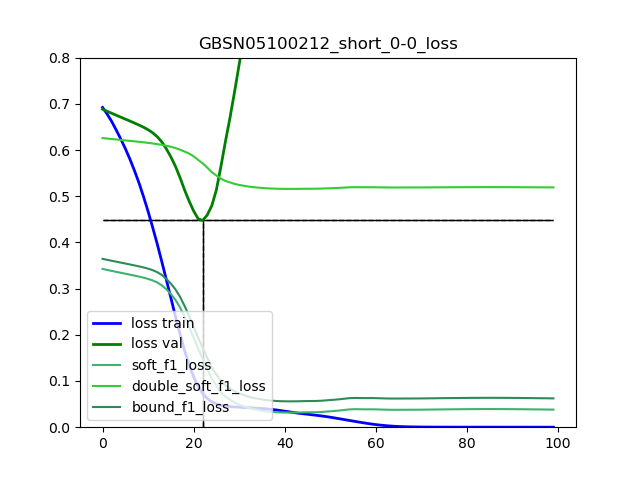 GBSN05100212_short_0-0_loss
0.8
0.7
0.6
0.5
0.4
0.3
0.2
0.1
0.0
loss train
loss val
soft_f1_loss
double_soft_f1_loss
bound_f1_loss
0 20 40 60 80 100